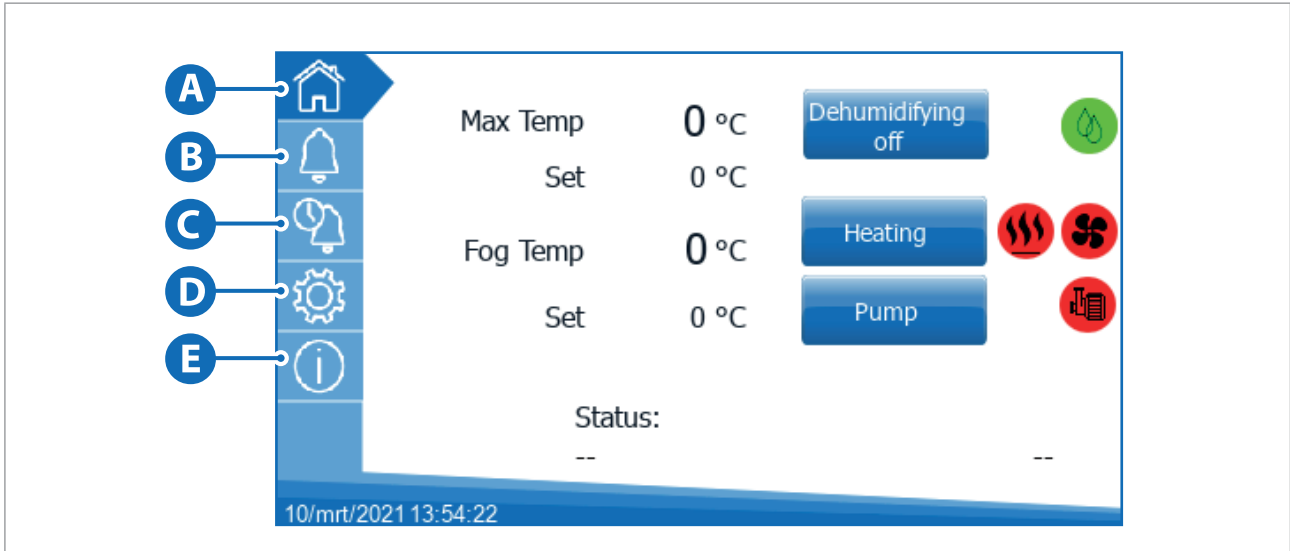 A
B
C
D
E
Max Temp 0 °C
Set 0 °C
Fog Temp 0 °C
Set 0 °C
Dehumidifying
off
Heating
Pump
Status:
-- --
10/mrt/2021 13:54:22